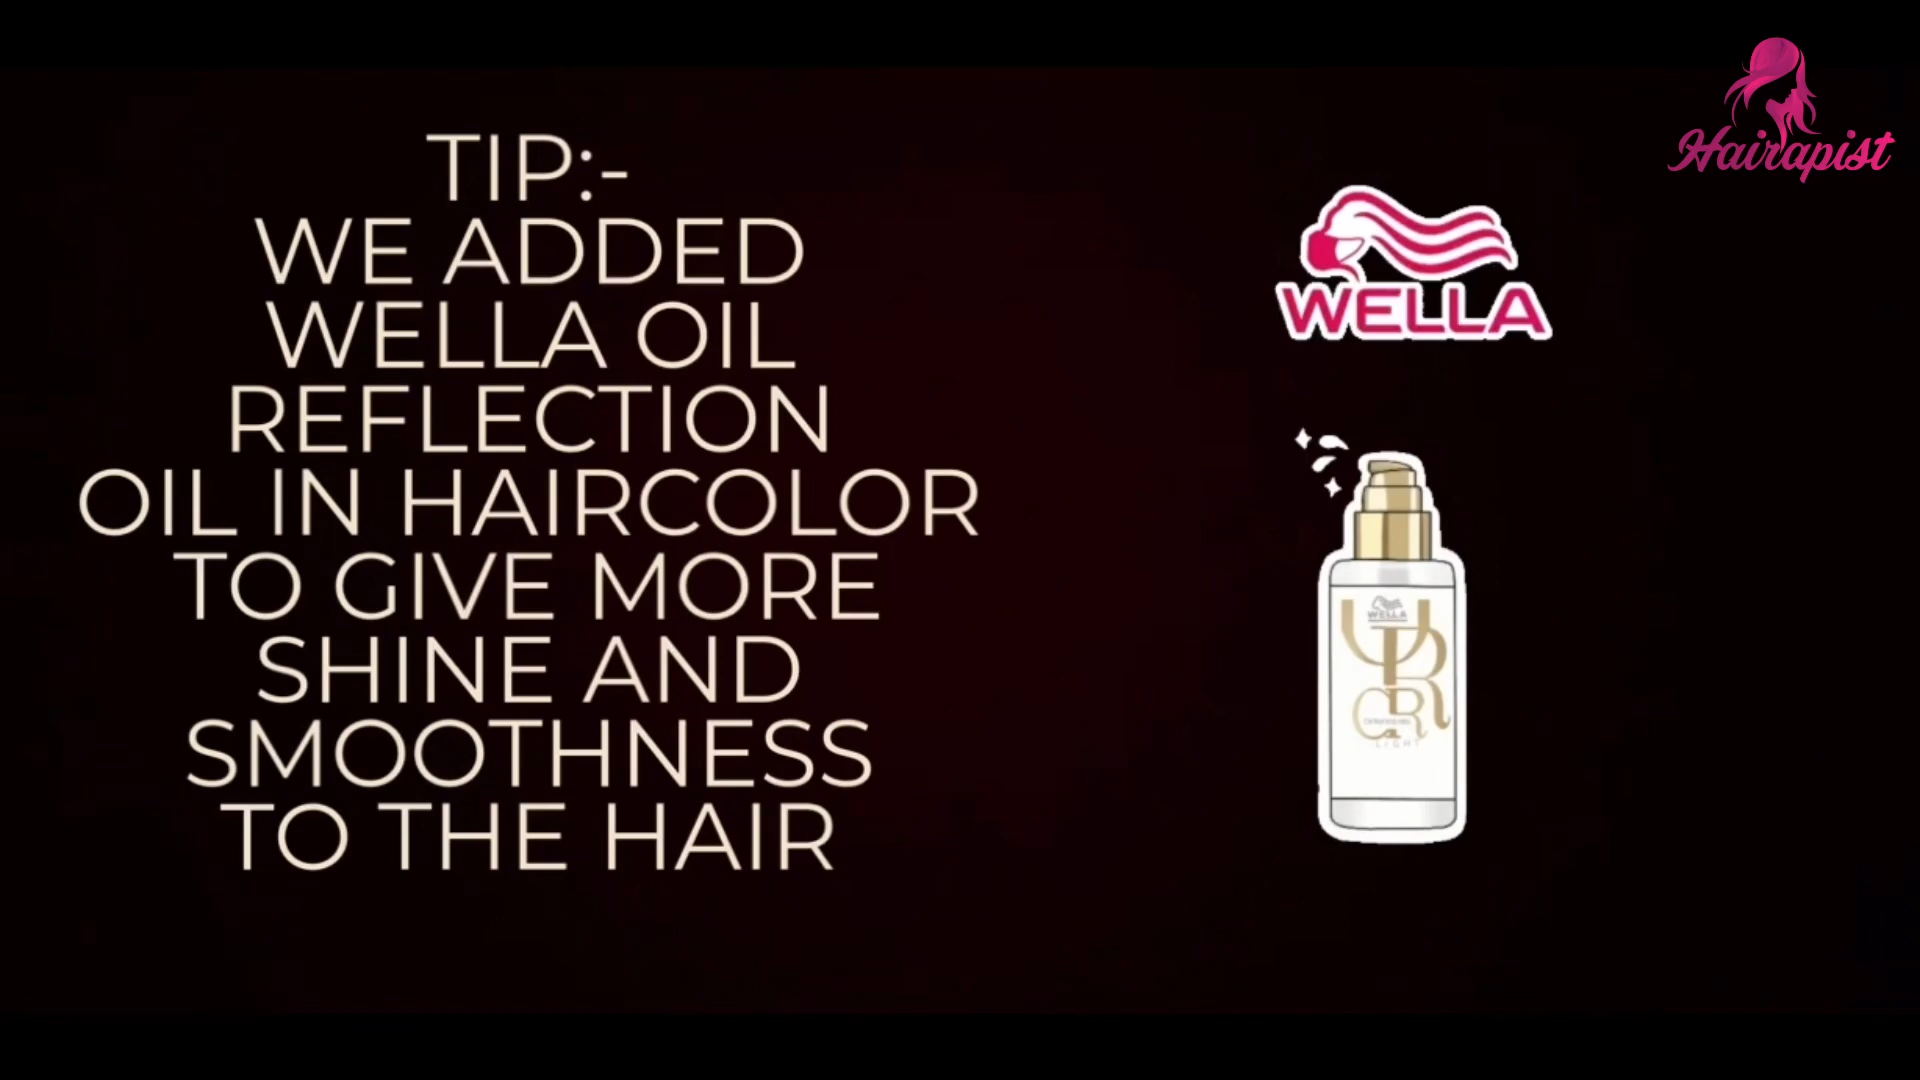 TIP:-
WE ADDED
WELLA OIL
REFLECTION
OIL IN HAIRCOLOR
TO GIVE MORE
SHINE AND
SMOOTHNESS
TO THE HAIR
Hairapist
WELLA
WELLA
LIGHT